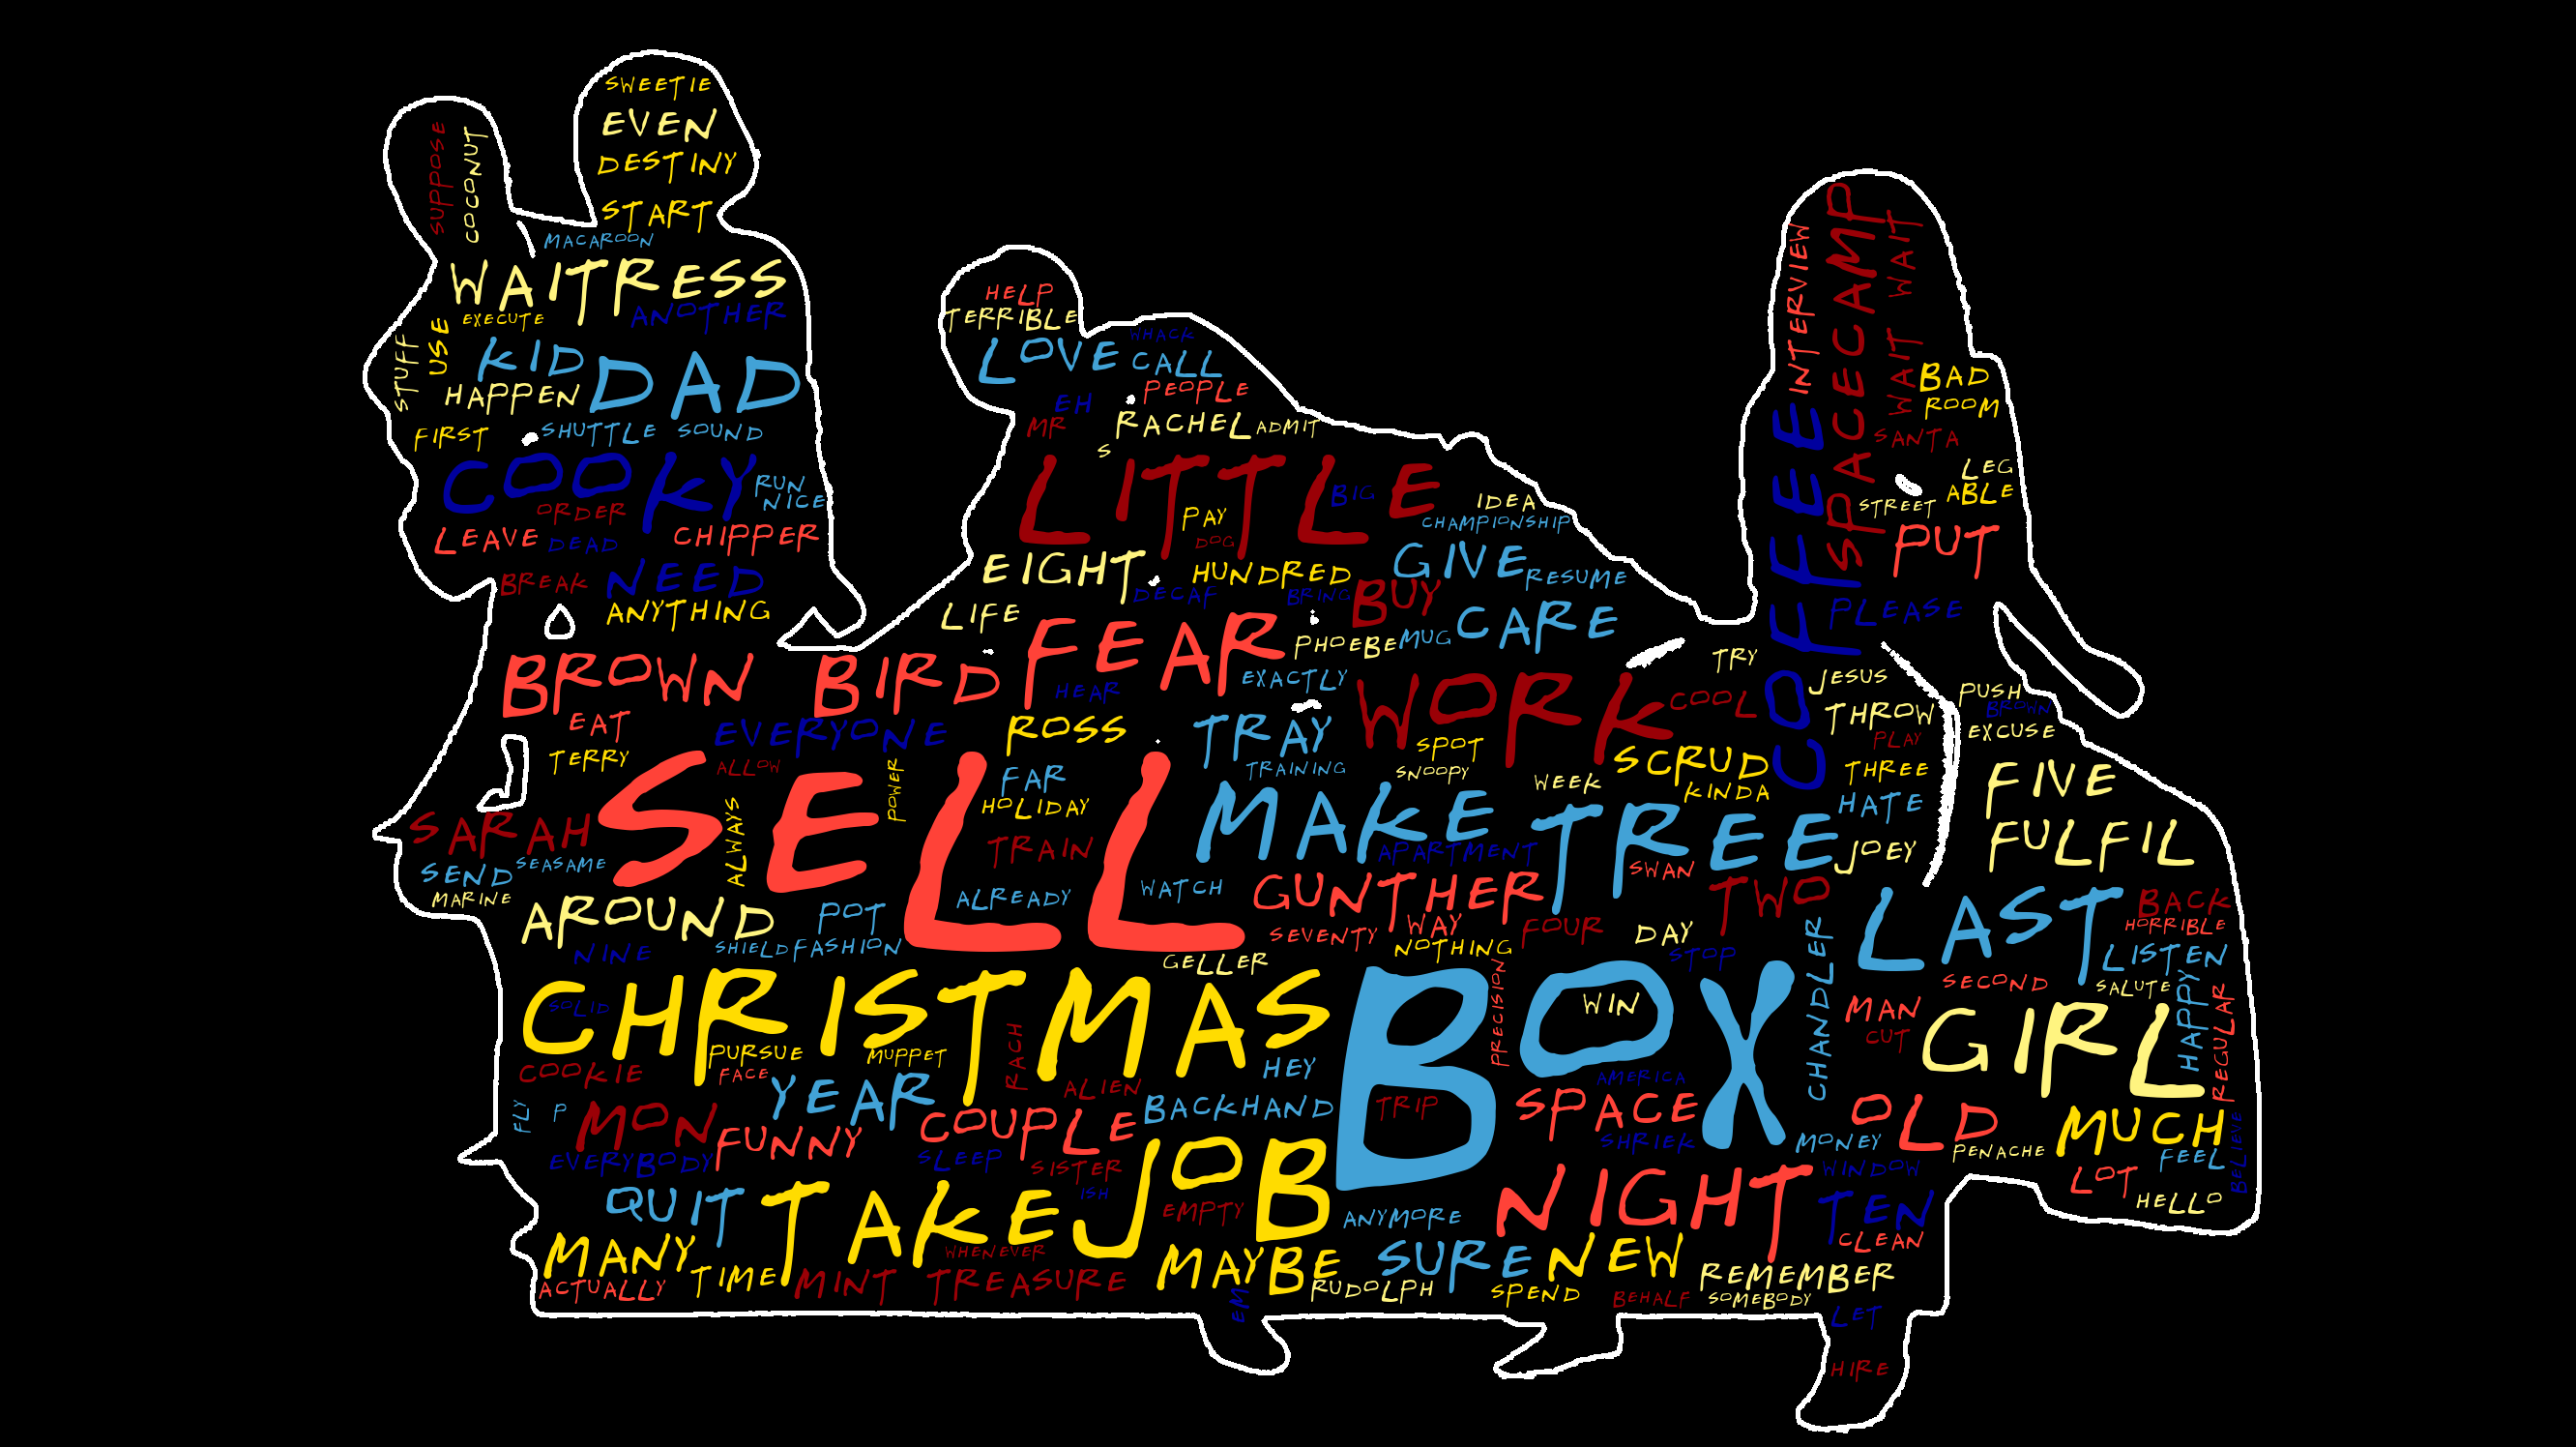 SWEETIE
EVEN
DESTINY
START
SUPPOSE
COCONUT
MACAROON
WAITRESS
ANOTHER
EXECUTE
USE
STUFF
KID
DAD
HAPPEN
FIRST
SHUTTLE SOUND
COOKY
RUN
NICE
ORDER
LEAVE
DEAD
CHIPPER
BREAK
NEED
ANYTHING
HELP
TERRIBLE
WHACK
LOVE
CALL
PEOPLE
EH
MR
RACHEL
ADMIT
S
LITTLE
BIG
PAY
DOG
IDEA
CHAMPIONSHIP
EIGHT
HUNDRED
GIVE
RESUME
DECAF
BRING
BUY
LIFE
FEAR
PHOEBE
MUG
CARE
EXACTLY
HEAR
INTERVIEW
SPACECAMP
WAIT WAIT
COFFEE
BAD
ROOM
SANTA
LEG
ABLE
STREET
PUT
PLEASE
BROWN
BIRD
EAT
EVERYONE
ROSS
TRAY
WORK
COOL
TRY
JESUS
THROW
PLAY
PUSH
BROWN
EXCUSE
TERRY
ALLOW
POWER
FAR
HOLIDAY
TRAINING
SPOT
SNOOPY
WEEK
SCRUD
KINDA
THREE
HATE
FIVE
SARAH
SELL
ALWAYS
TRAIN
MAKE
APARTMENT
TREE
SWAN
JOEY
FULFIL
SEND
SEASAME
MARINE
ALREADY
WATCH
GUNTHER
TWO
AROUND
POT
SHIELD
FASHION
NINE
SEVENTY
WAY
NOTHING
FOUR
DAY
STOP
CHANDLER
LAST
BACK
HORRIBLE
LISTEN
GELLER
SECOND
SALUTE
CHRISTMAS
SOLID
PURSUE
FACE
MUPPET
RACH
PRECISION
BOX
WIN
TRIP
MAN
CUT
GIRL
HAPPY
REGULAR
COOKIE
HEY
ALIEN
AMERICA
FLY
P
MON
YEAR
FUNNY
COUPLE
BACKHAND
SPACE
SHRIEK
MONEY
OLD
PENACHE
MUCH
FEEL
BELIEVE
EVERYBODY
SLEEP
SISTER
ISH
JOB
EMPTY
WINDOW
LOT
HELLO
QUIT
TAKE
ANYMORE
NIGHT
TEN
CLEAN
MANY
TIME
WHENEVER
MAYBE
SURE
NEW
REMEMBER
ACTUALLY
MINT
TREASURE
RUDOLPH
SPEND
BEHALF
SOMEBODY
EM
LET
HIRE